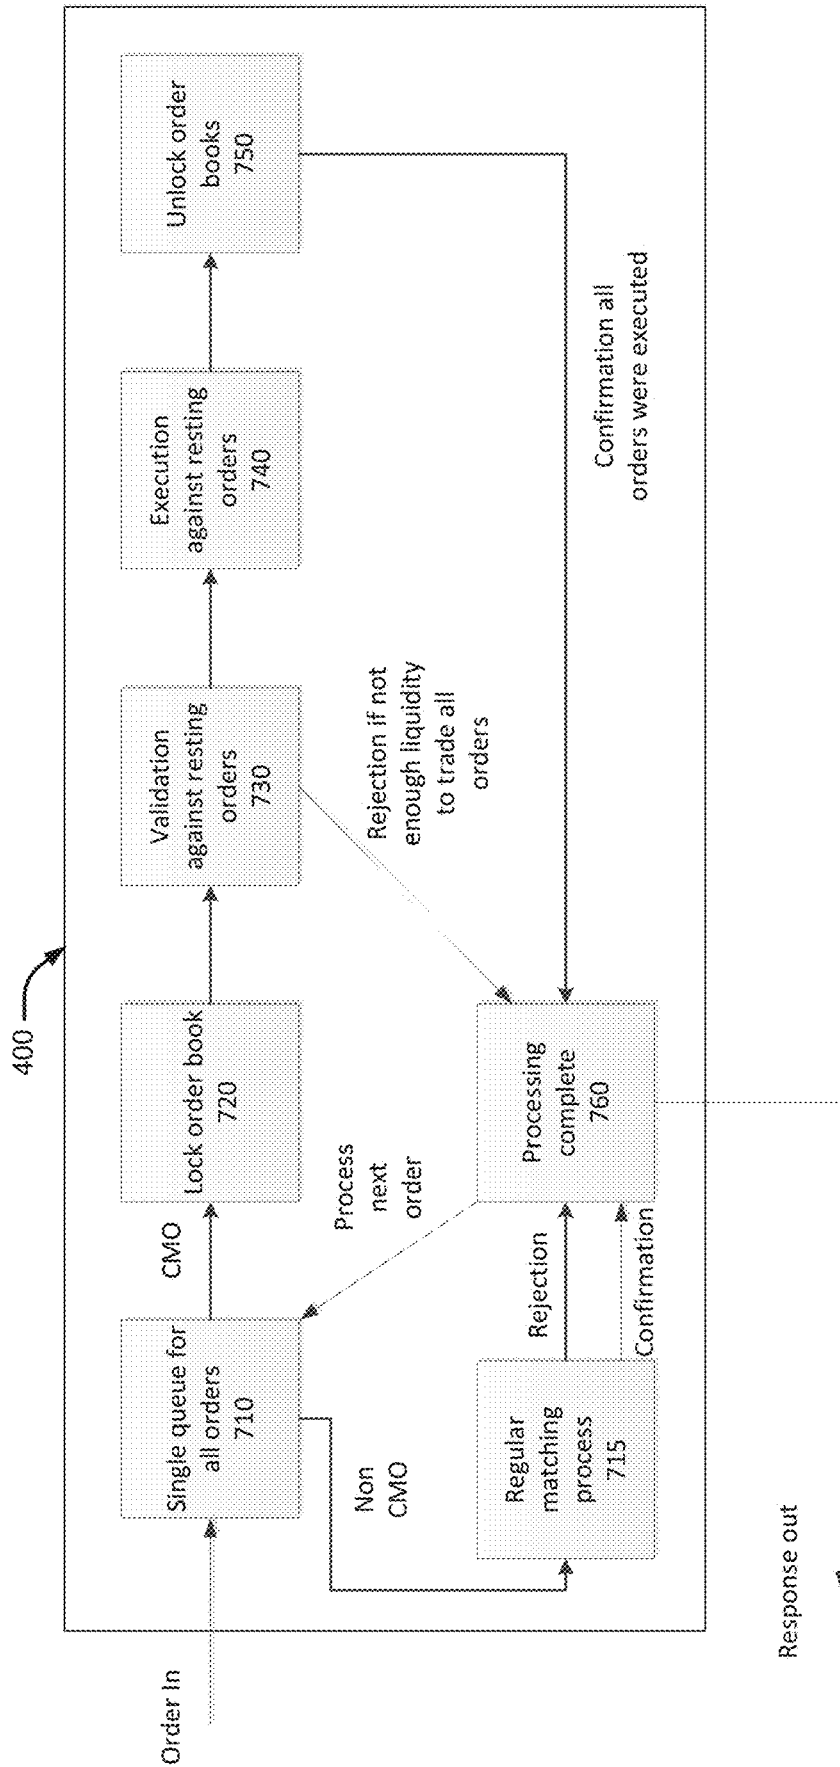 400
Order In
Single queue for
all orders
710
CMO
Lock order book
720
Validation
against resting
orders
730
Execution
against resting
orders
740
Unlock order
books
750
Non
CMO
Process
next
order
Rejection if not
enough liquidity
to trade all
orders
Regular
matching
process
715
Rejection
Confirmation
Processing
complete
760
Confirmation all
orders were executed
Response out